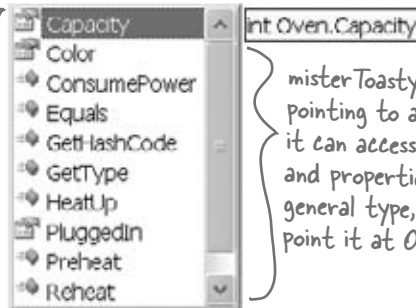 Capacity
int Oven.Capacity
Color
ConsumePower
Equals
GetHashCode
GetType
HeatUp
PluggedIn
Preheat
Reheat
misterToasty
pointing to a
it can access
and properti
general type,
point it at O